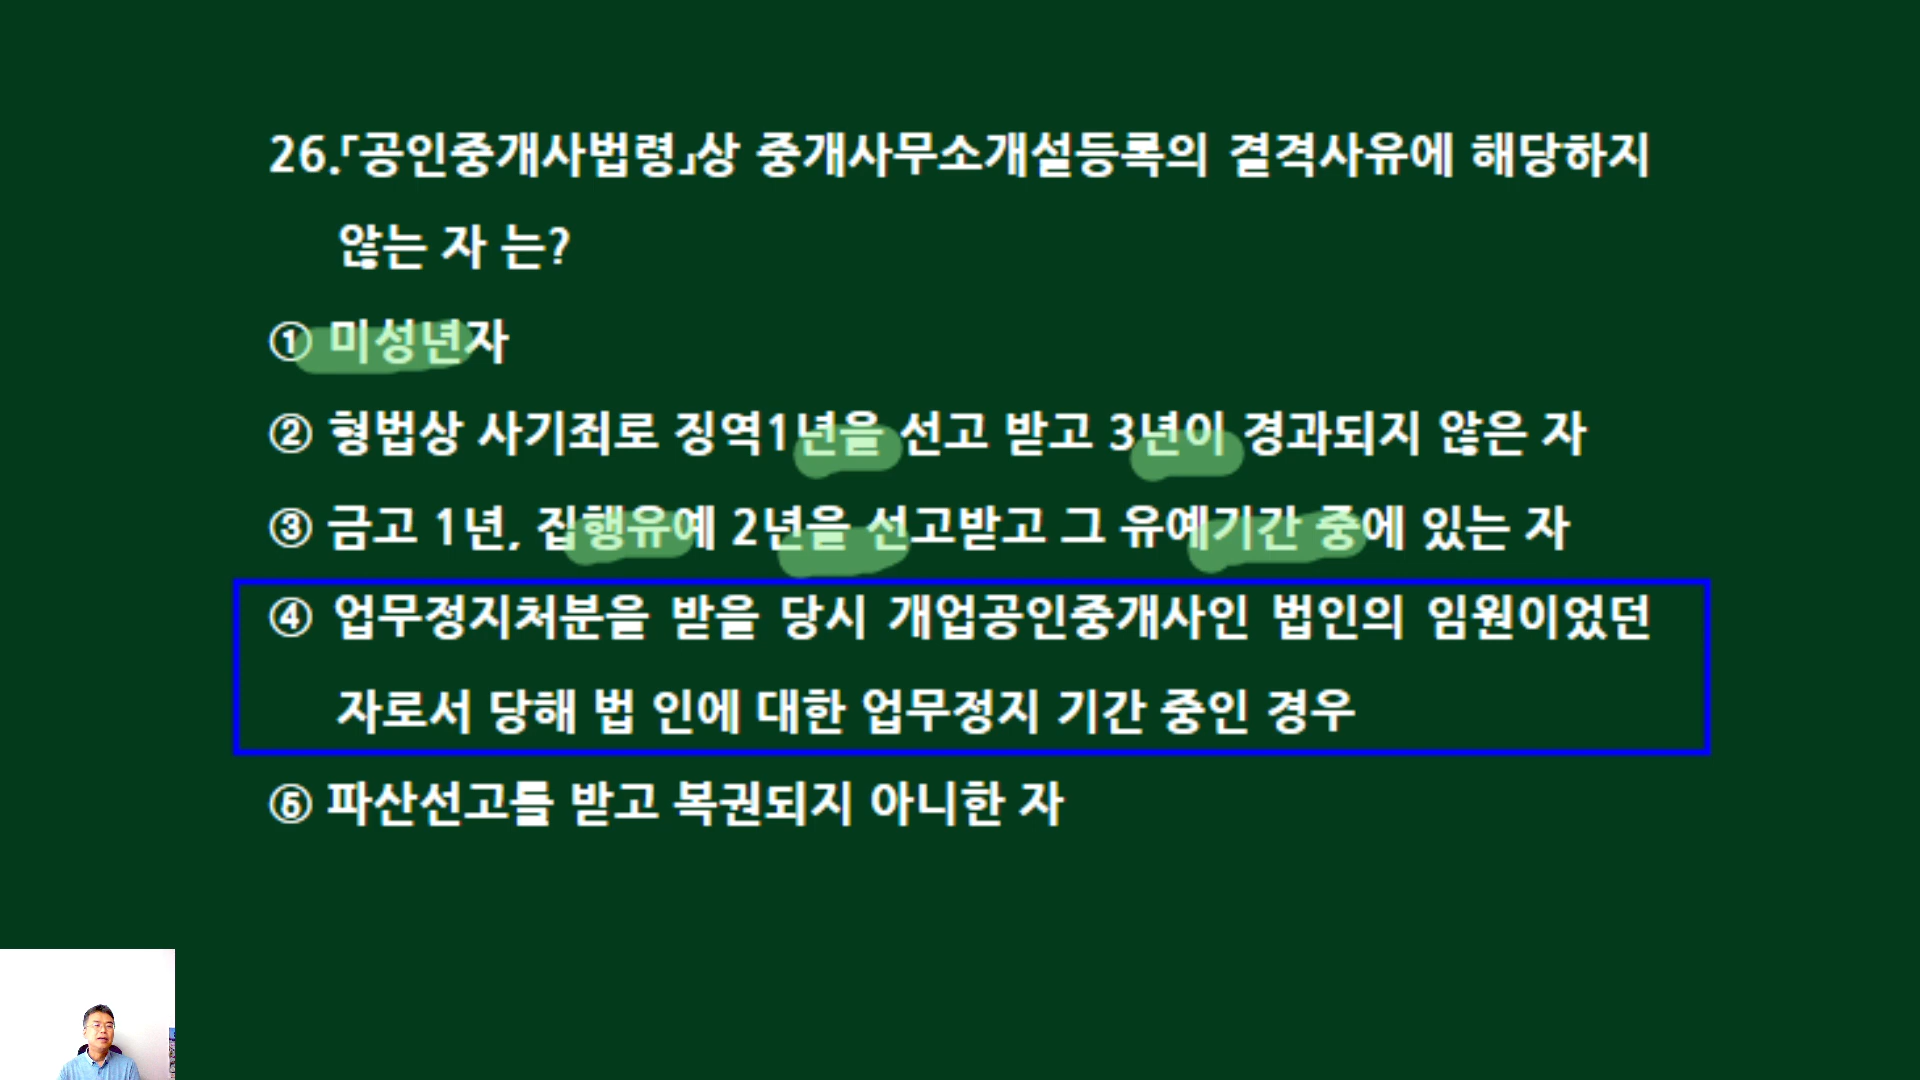 26.「공인중개사법령」상 중개사무소개설등록의 결격사유에 해당하지
않는 자 는?
① 미성년자
② 형법상 사기죄로 징역1년을 선고 받고 3년이 경과되지 않은 자
③ 금고 1년, 집행유예 2년을 선고받고 그 유예기간 중에 있는 자
④ 업무정지처분을 받을 당시 개업공인중개사인 법인의 임원이었던
자로서 당해 법 인에 대한 업무정지 기간 중인 경우
⑤ 파산선고를 받고 복권되지 아니한 자